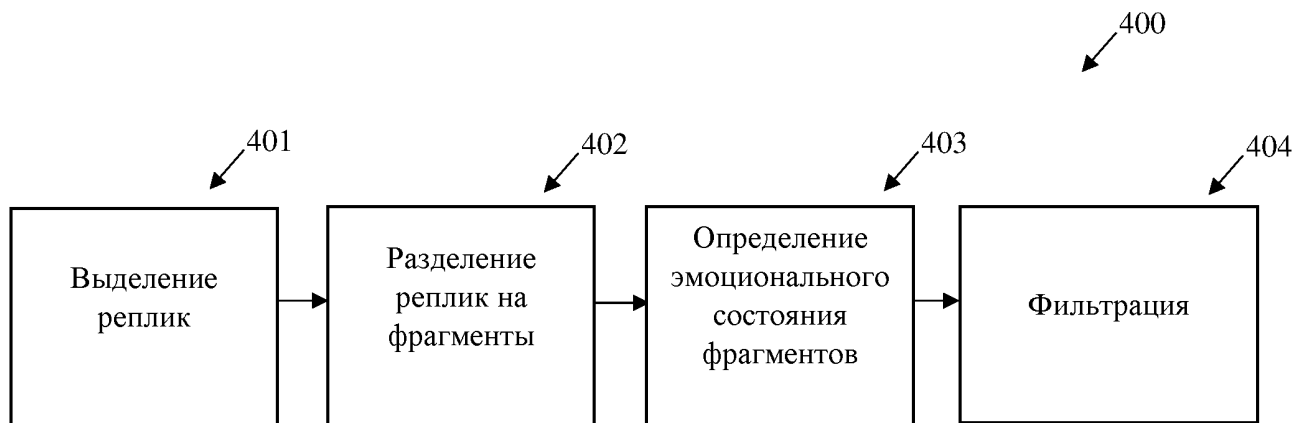 400
401
402
403
404
Выделение
реплик
Разделение
реплик на
фрагменты
Определение
эмоционального
состояния
фрагментов
Фильтрация